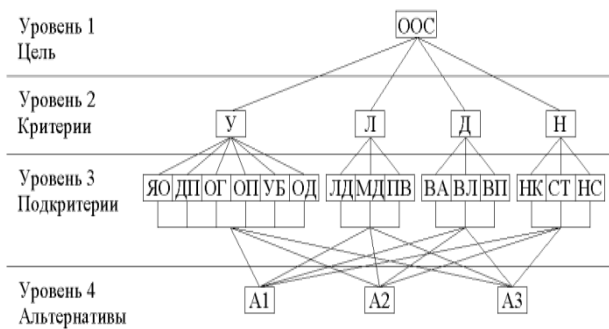 Уровень 1
Цель
ООС
Уровень 2
Критерии
У Л Д Н
Уровень 3
Подкритерии
ЯО ДП ОГ ОП УБ ОД ЛД МД ПВ ВА ВЛ ВП НК СТ НС
Уровень 4
Альтернативы
А1 А2 А3